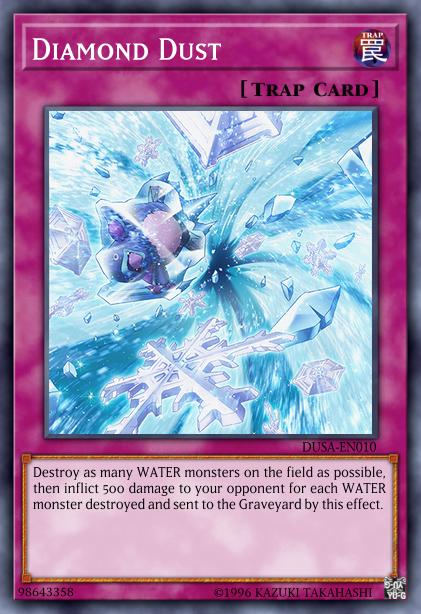 Diamond Dust
TRAP
罠
[Trap Card]
DUSA-EN010
Destroy as many WATER monsters on the field as possible,
then inflict 500 damage to your opponent for each WATER
monster destroyed and sent to the Graveyard by this effect.
98643358
©1996 KAZUKI TAKAHASHI